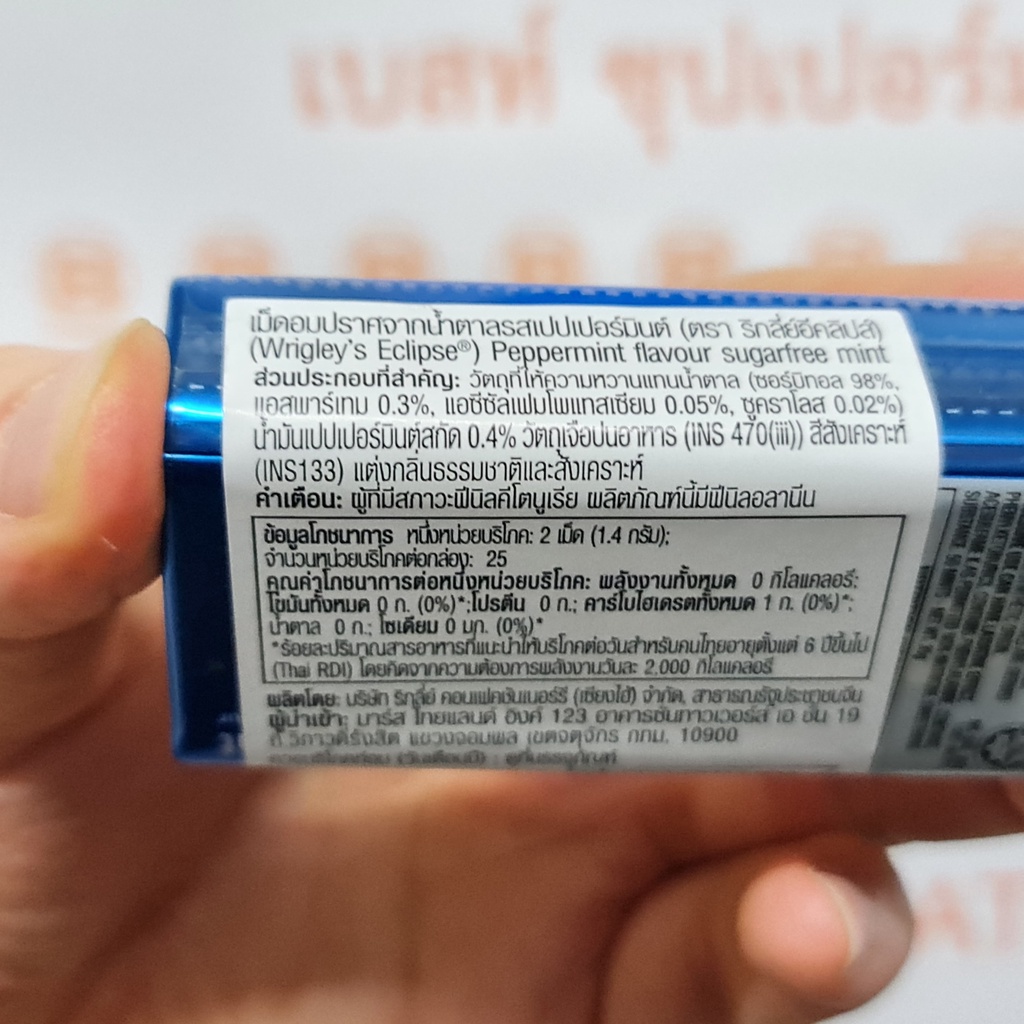 เบสท์ ซุปเปอร์ม
เม็ดอมปราศจากน้ำตาลรสเปปเปอร์มินต์ (ตรา ริกลี่ย์อีคลิปส์)
(Wrigley's Eclipse®) Peppermint flavour sugarfree mint
ส่วนประกอบที่สำคัญ: วัตถุที่ให้ความหวานแทนน้ำตาล (ซอร์บิทอล 98%,
แอสพาร์เทม 0.3%, แอซีซัลเฟมโพแทสเซียม 0.05%, ซูคราโลส 0.02%)
น้ำมันเปปเปอร์มินต์สกัด 0.4% วัตถุเจือปนอาหาร (INS 470(iii)) สีสังเคราะห์
(INS133) แต่งกลิ่นธรรมชาติและสังเคราะห์
คำเตือน: ผู้ที่มีสภาวะฟีนิลคีโตนูเรีย ผลิตภัณฑ์นี้มีฟีนิลอลานีน
ข้อมูลโภชนาการ หนึ่งหน่วยบริโภค: 2 เม็ด (1.4 กรัม);
จำนวนหน่วยบริโภคต่อกล่อง: 25
คุณค่าโภชนาการต่อหนึ่งหน่วยบริโภค: พลังงานทั้งหมด 0 กิโลแคลอรี;
ไขมันทั้งหมด 0 ก. (0%)*;โปรตีน 0 ก.; คาร์โบไฮเดรตทั้งหมด 1 ก. (0%)*;
น้ำตาล 0 ก.; โซเดียม 0 มก. (0%)*
*ร้อยละปริมาณสารอาหารที่แนะนำให้บริโภคต่อวันสำหรับคนไทยอายุตั้งแต่ 6 ปีขึ้นไป
(Thai RDI) โดยคิดจากความต้องการพลังงานวันละ 2,000 กิโลแคลอรี
ผลิตโดย: บริษัท ริกลี่ย์ คอนเฟคชันเนอร์รี (เซี่ยงไฮ้) จำกัด, สาธารณรัฐประชาชนจีน
ผู้นำเข้า: มาร์ส ไทยแลนด์ อิงค์ 123 อาคารซันทาวเวอร์ส เอ ชั้น 19
ถ.วิภาวดีรังสิต แขวงจอมพล เขตจตุจักร กทม. 10900